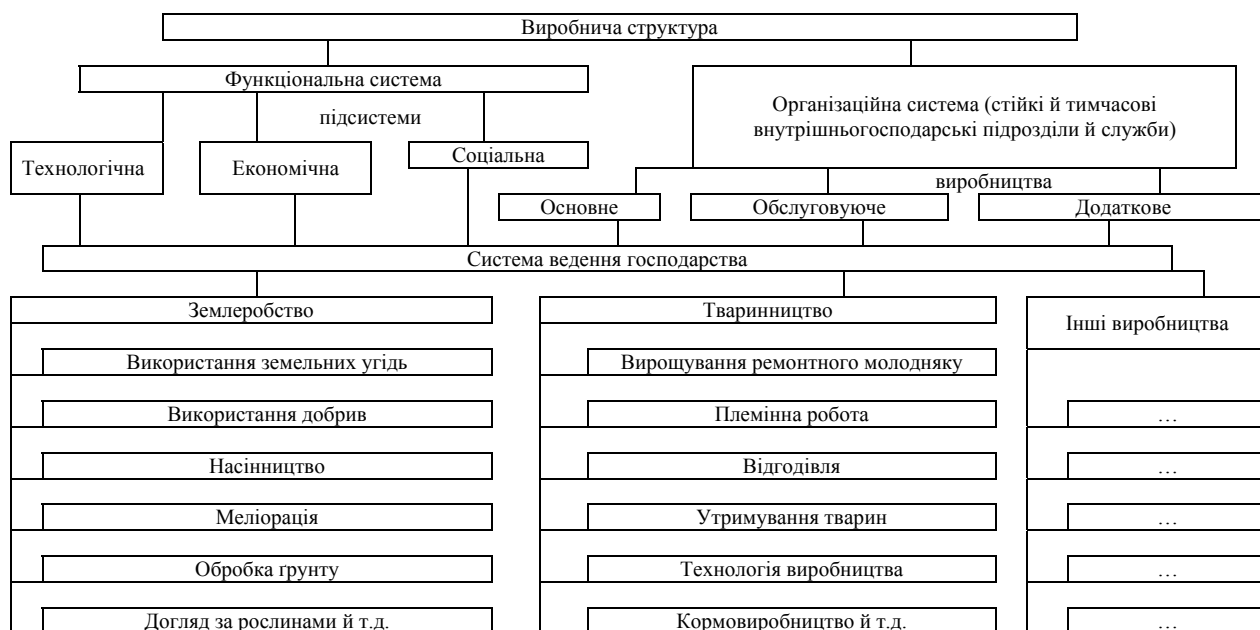 Виробнича структура
Функціональна система
Організаційна система (стійкі й тимчасові
внутрішньогосподарські підрозділи й служби)
підсистеми
Технологічна
Економічна
Соціальна
виробництва
Основне
Обслуговуюче
Додаткове
Система ведення господарства
Землеробство
Використання земельних угідь
Використання добрив
Насінництво
Меліорація
Обробка ґрунту
Догляд за рослинами й т.д.
Тваринництво
Вирощування ремонтного молодняку
Племінна робота
Відгодівля
Утримування тварин
Технологія виробництва
Кормовиробництво й т.д.
Інші виробництва
…
…
…
…
…